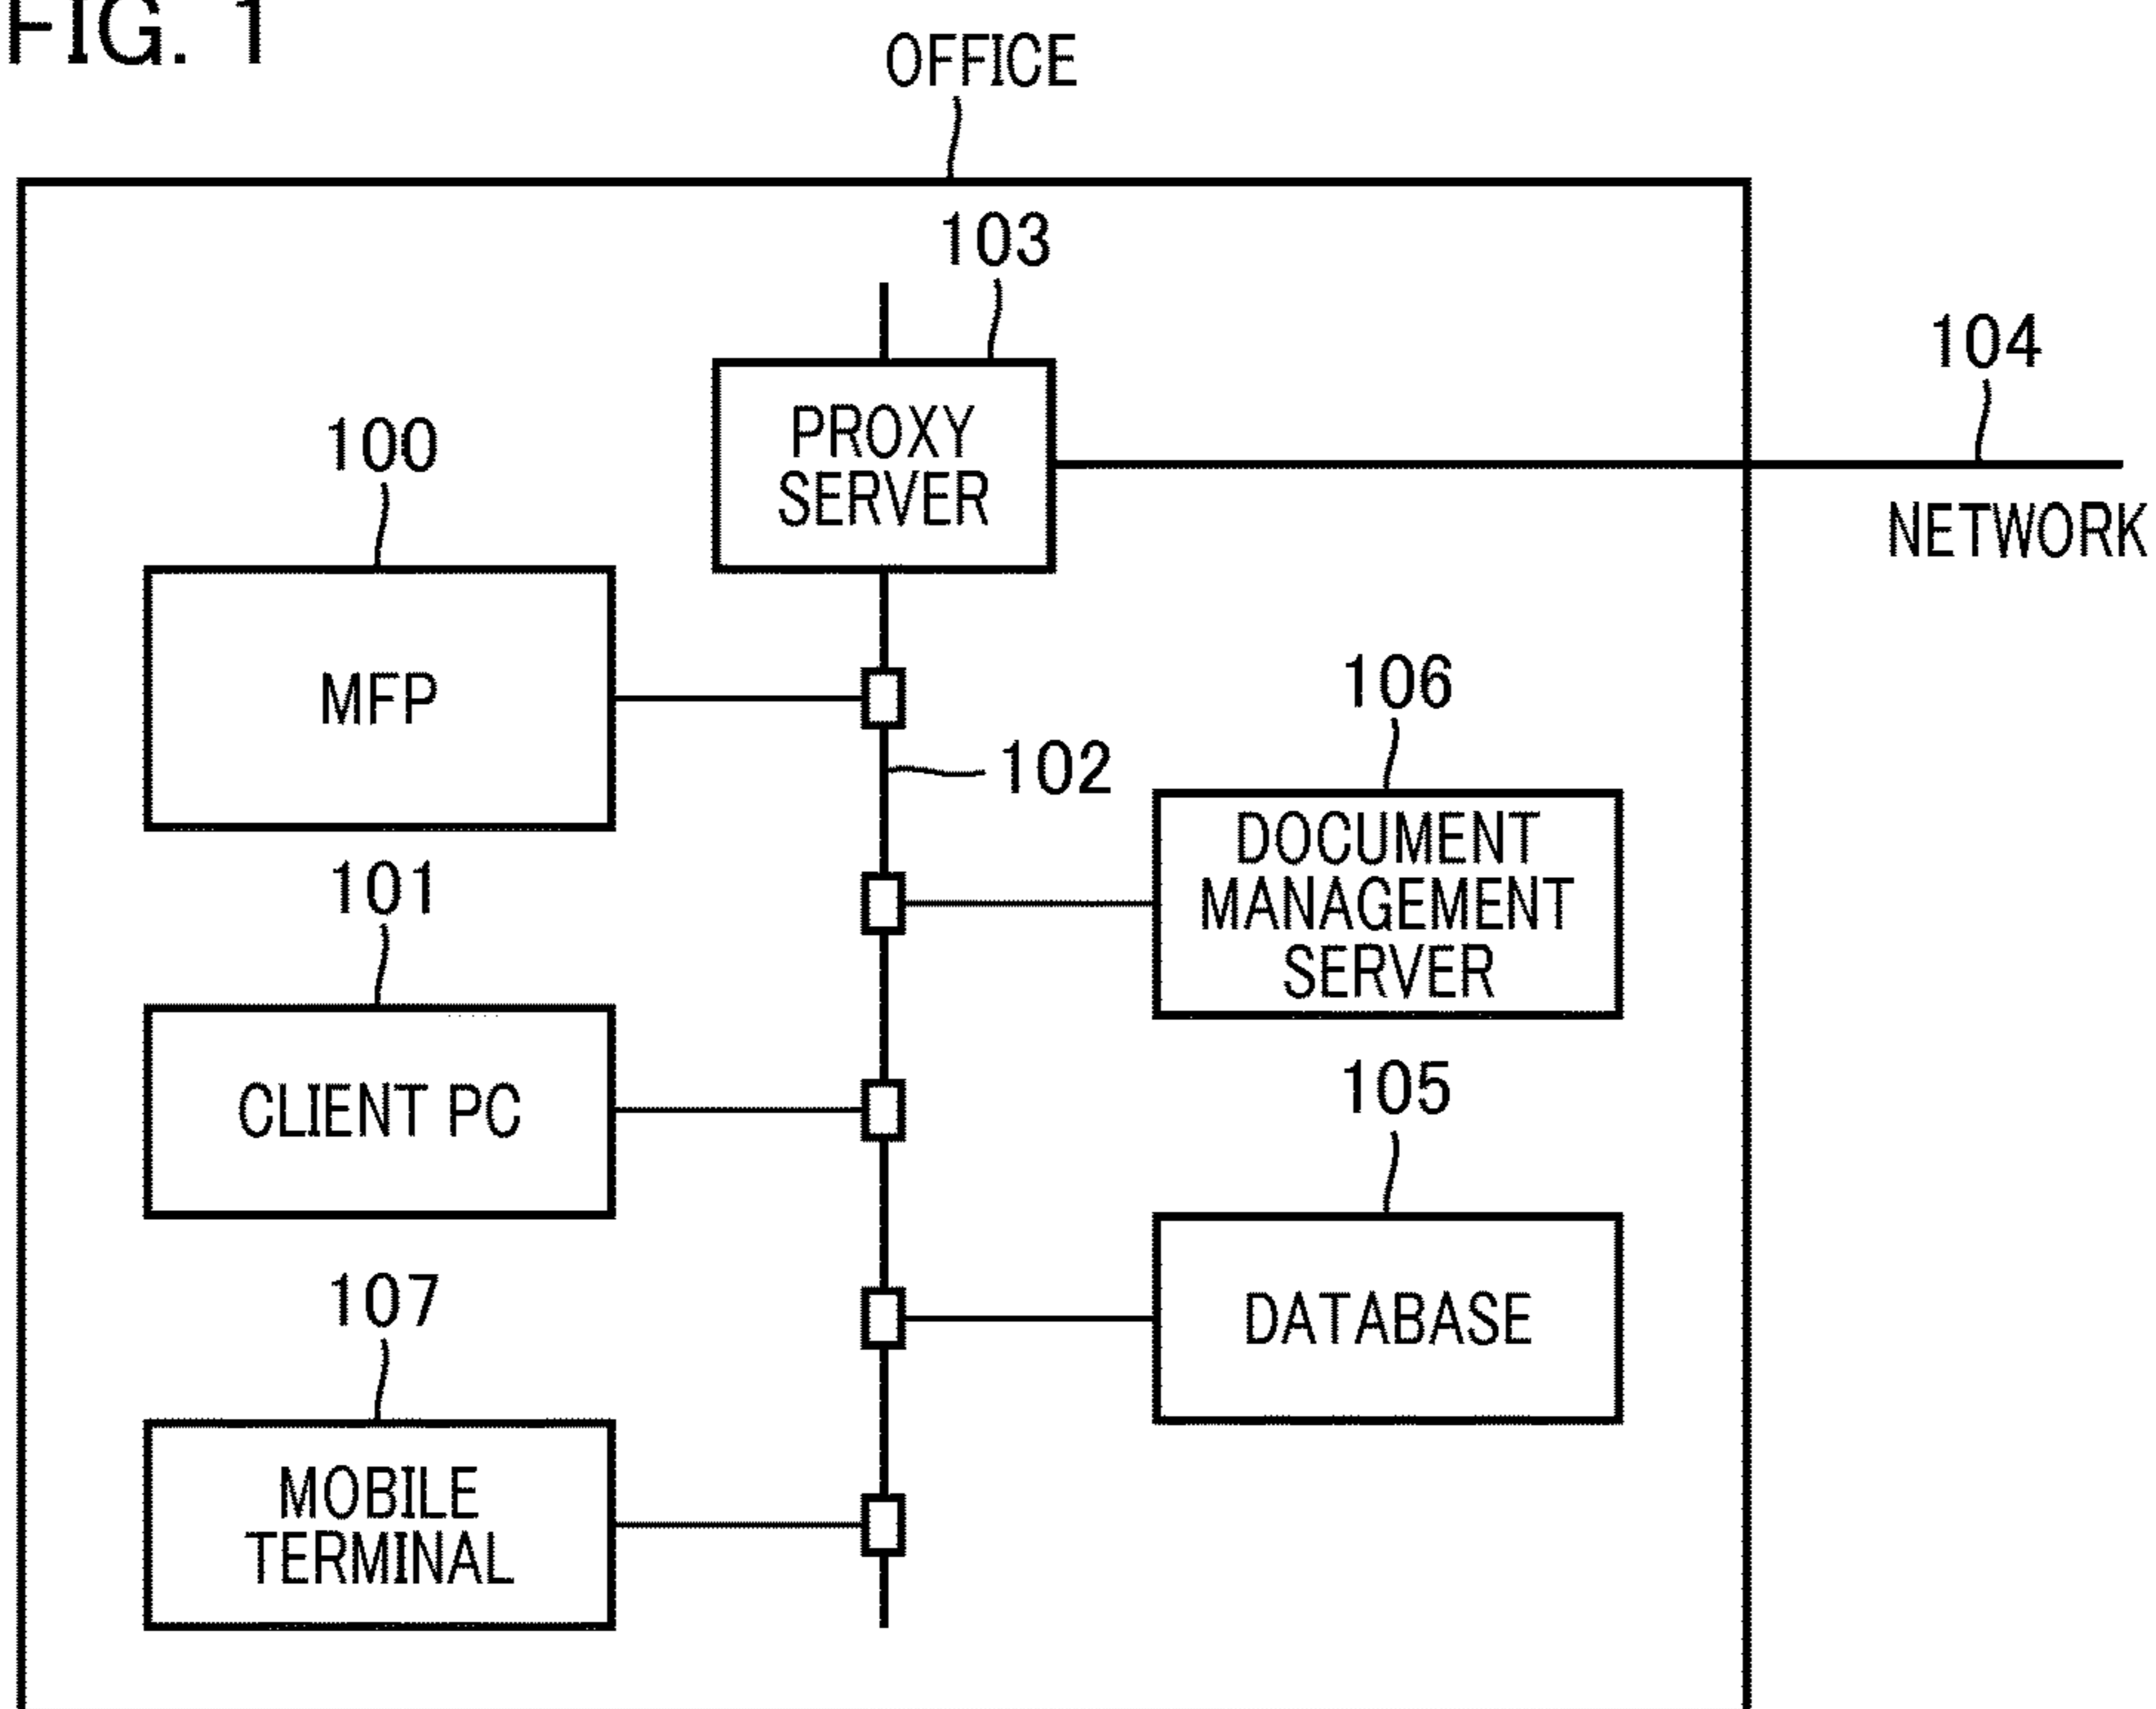 FIG. 1
OFFICE
103
104
PROXY
SERVER
NETWORK
100
MFP
102
106
DOCUMENT
MANAGEMENT
SERVER
101
CLIENT PC
105
DATABASE
107
MOBILE
TERMINAL